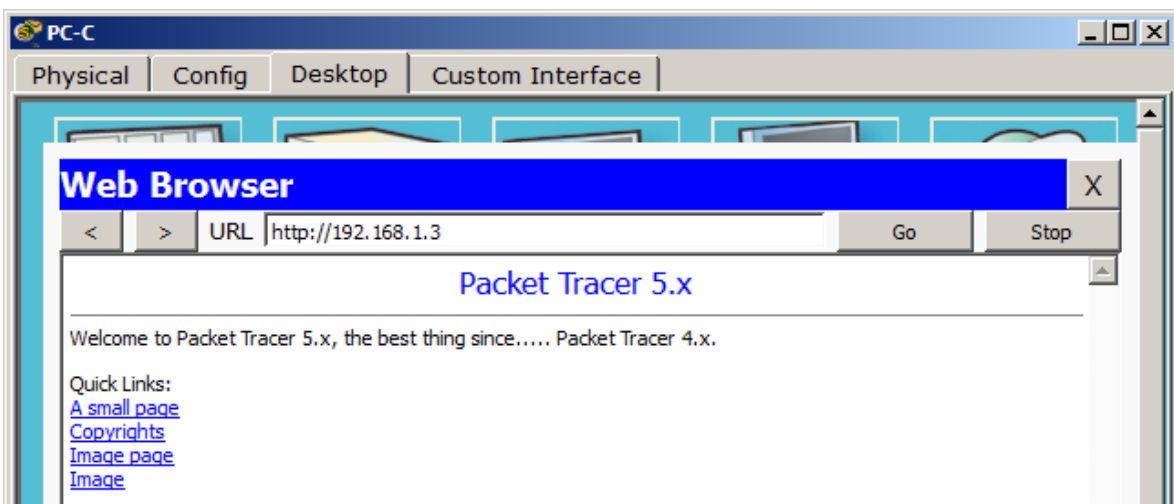 PC-C
Physical Config Desktop Custom Interface
Web Browser X
< > URL http://192.168.1.3 Go Stop
Packet Tracer 5.x
Welcome to Packet Tracer 5.x, the best thing since..... Packet Tracer 4.x.
Quick Links:
A small page
Copyrights
Image page
Image